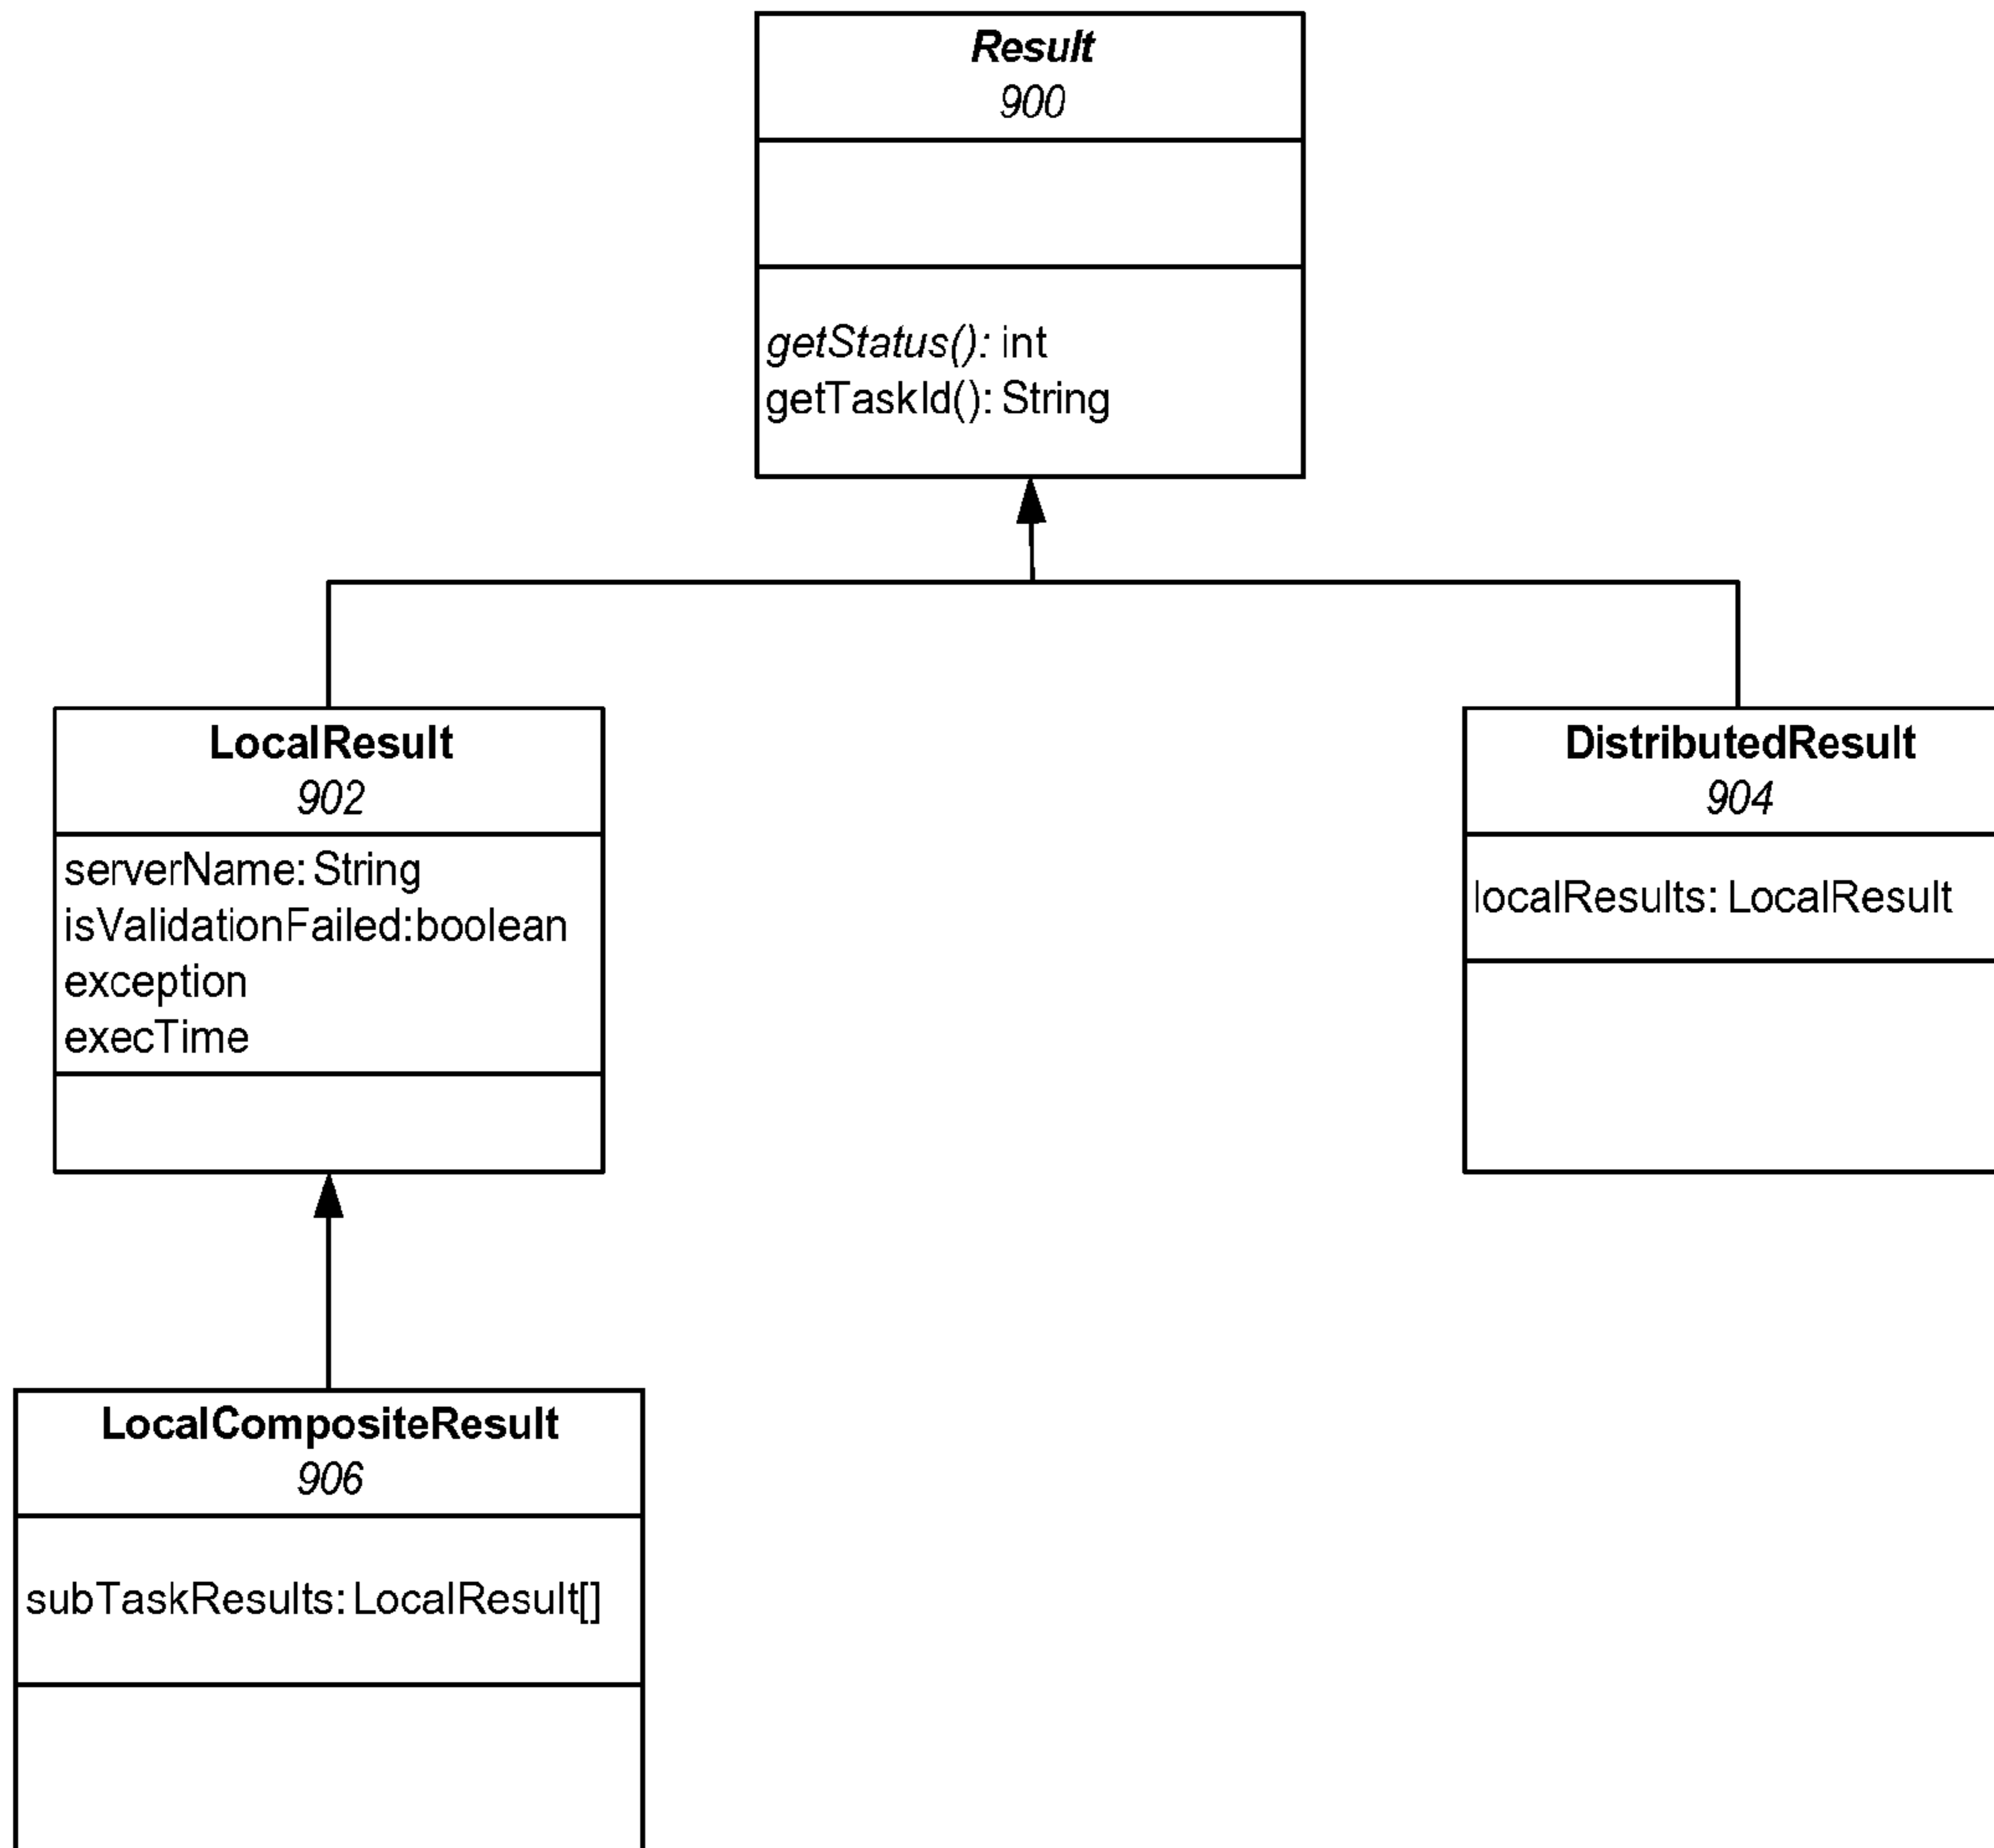 Result
900
getStatus(): int
getTaskId(): String
LocalResult
902
serverName: String
isValidationFailed:boolean
exception
execTime
DistributedResult
904
localResults: LocalResult
LocalCompositeResult
906
subTaskResults: LocalResult[]